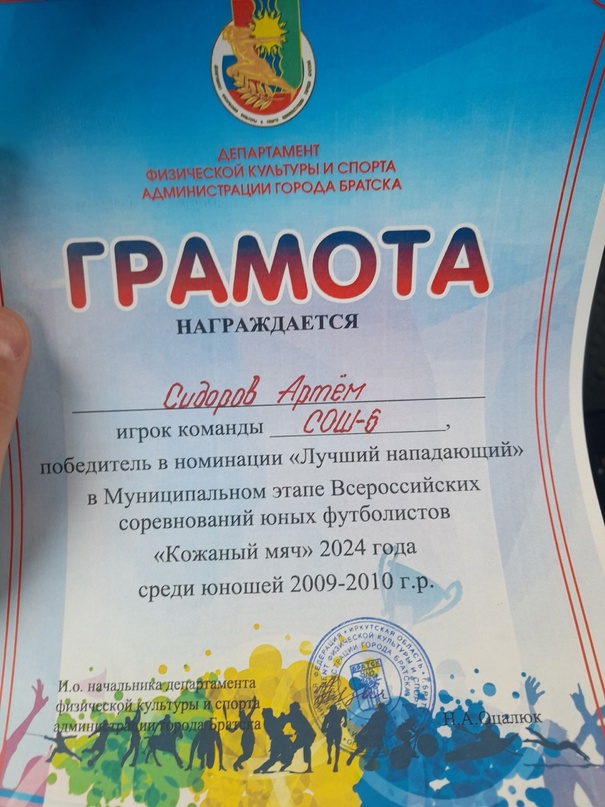 ДЕПАРТАМЕНТ
ФИЗИЧЕСКОЙ КУЛЬТУРЫ И СПОРТА
АДМИНИСТРАЦИИ ГОРОДА БРАТСКА
ГРАМОТА
НАГРАЖДАЕТСЯ
Сидоров Артём
игрок команды СОШ-6,
победитель в номинации «Лучший нападающий»
в Муниципальном этапе Всероссийских
соревнований юных футболистов
«Кожаный мяч» 2024 года
среди юношей 2009-2010 г.р.
И.о. начальника департамента
физической культуры и спорта
администрации города Братска
Н.А.Оцалюк